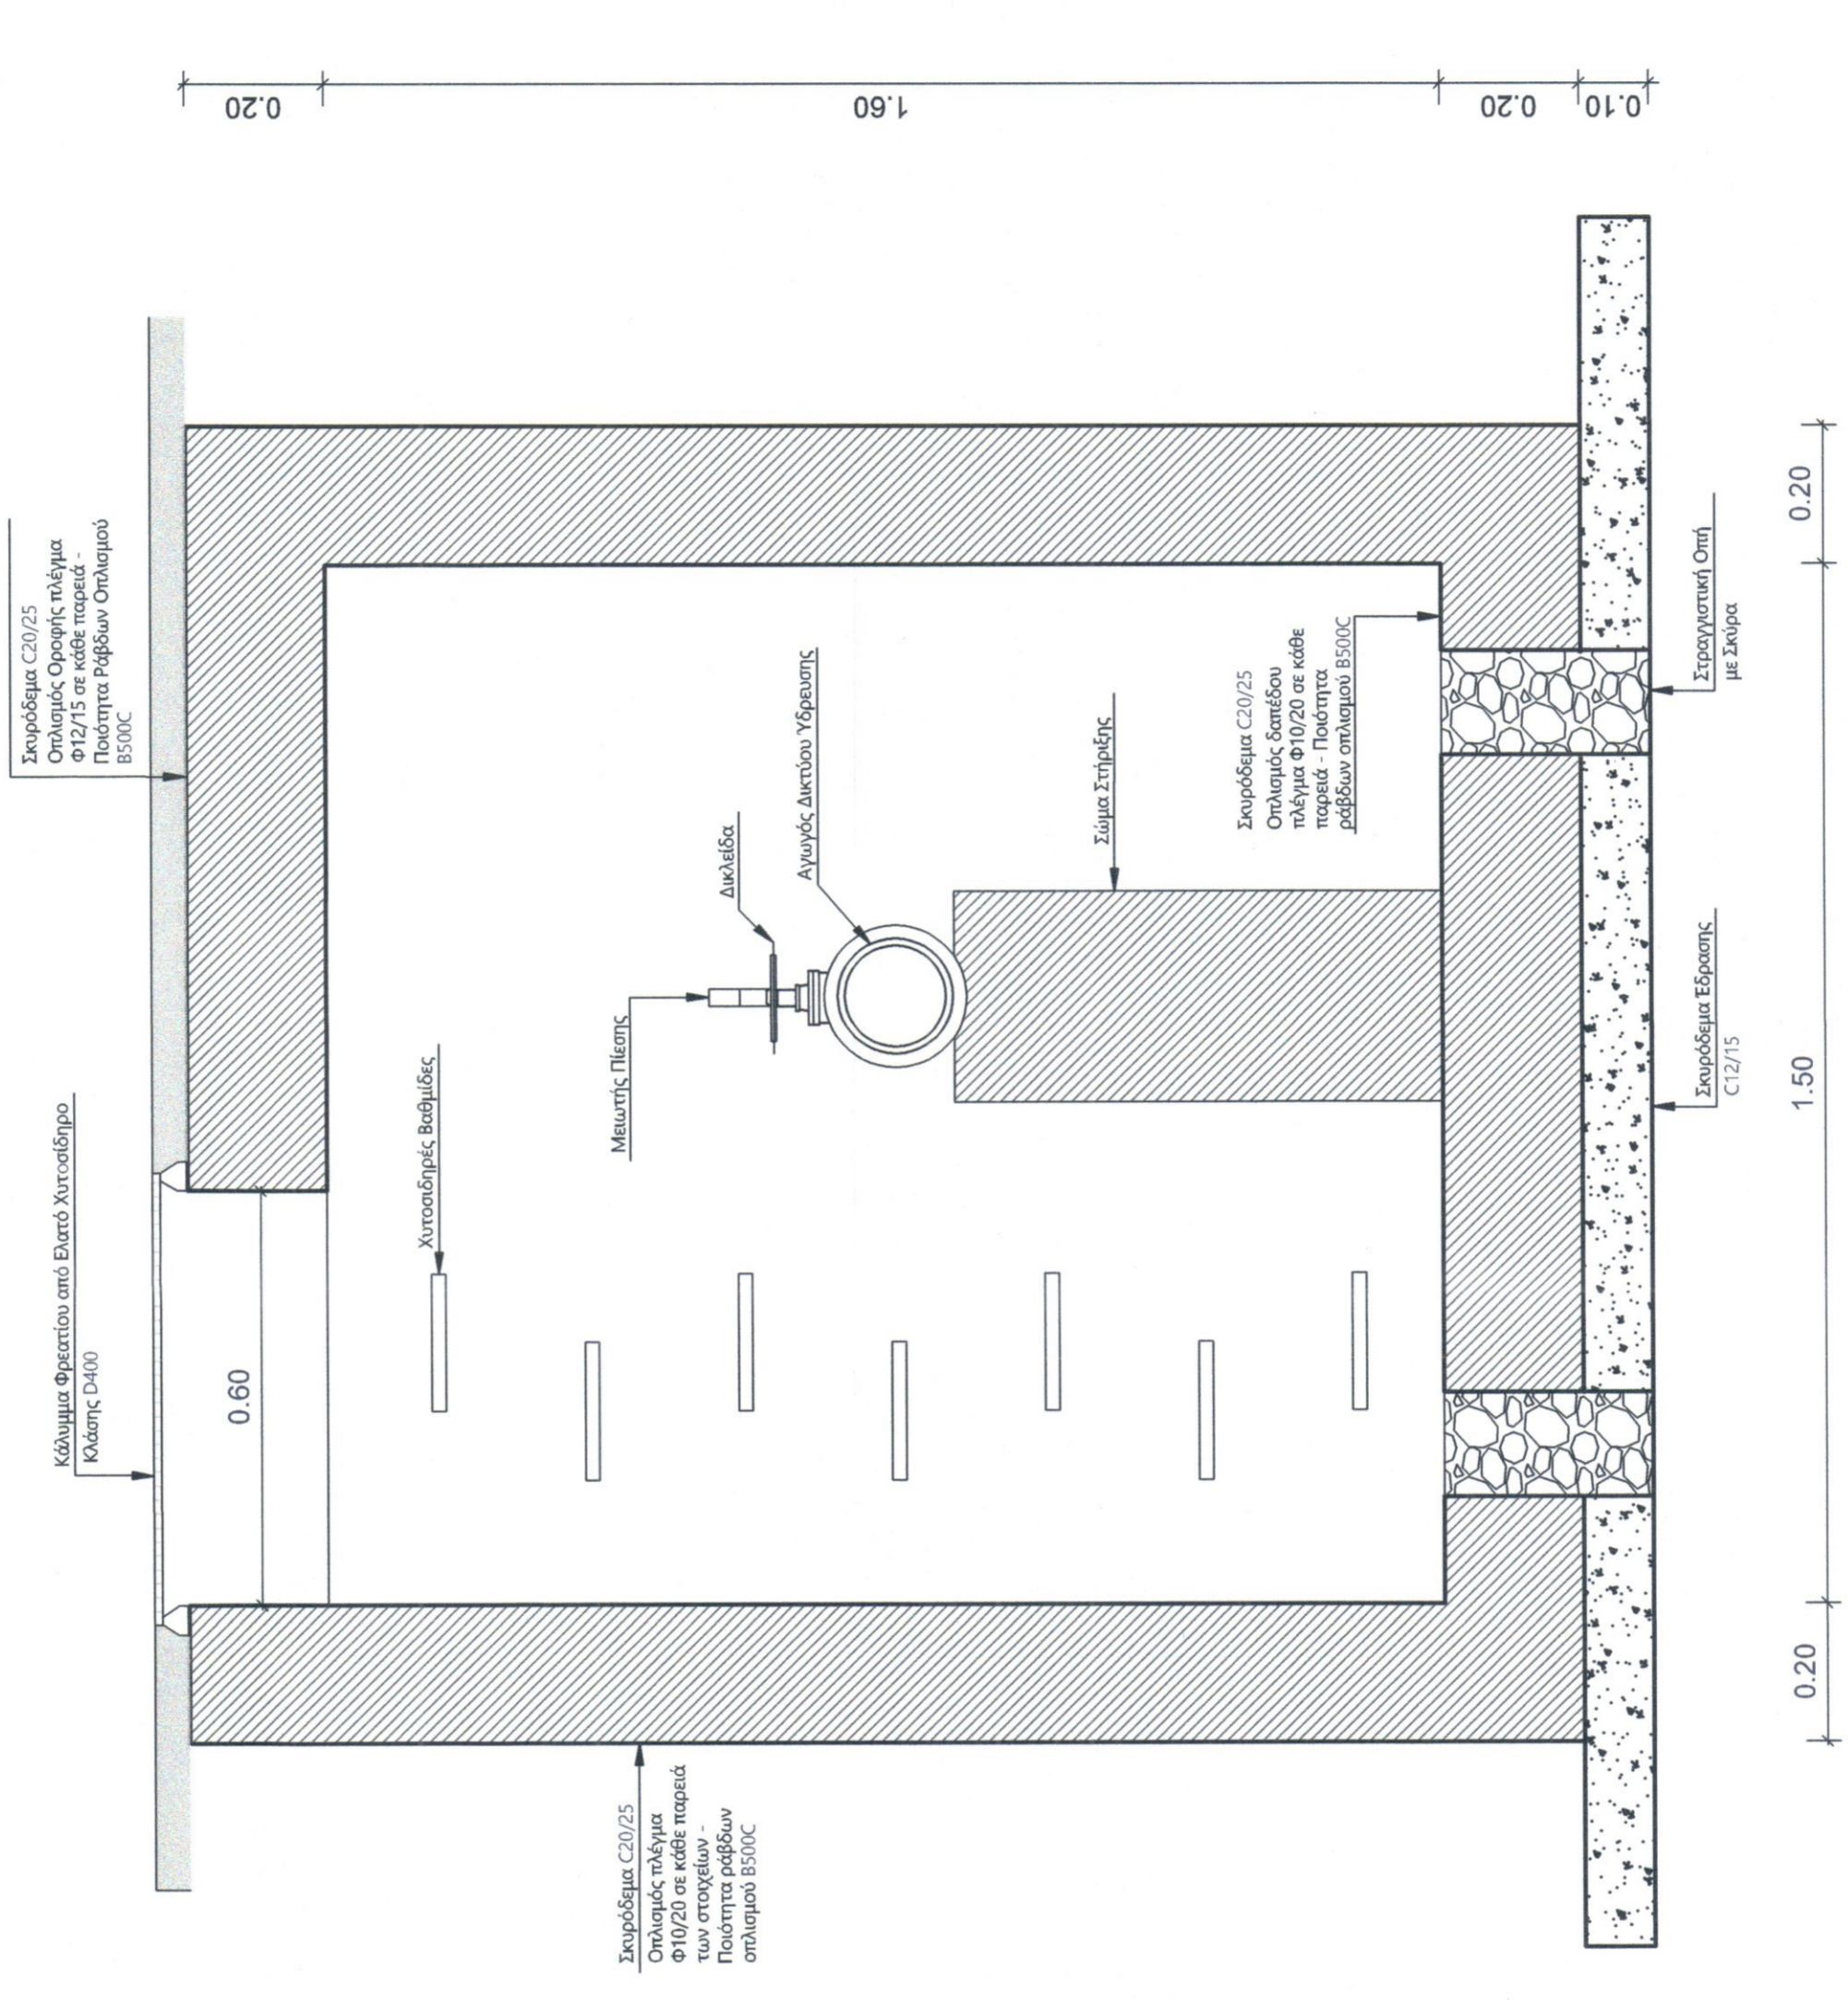 Κάλυμμα Φρεατίου από Ελατό Χυτοσίδηρο
Κλάσης D400
Σκυρόδεμα C20/25
Οπλισμός Οροφής πλέγμα
Φ12/15 σε κάθε παρειά -
Ποιότητα Ράβδων Οπλισμού
B500C
0.60
Χυτοσιδηρές Βαθμίδες
Μειωτής Πίεσης
Δικλείδα
Αγωγός Δικτύου Ύδρευσης
Σώμα Στήριξης
Σκυρόδεμα C20/25
Οπλισμός πλέγμα
Φ10/20 σε κάθε παρειά
των στοιχείων -
Ποιότητα ράβδων
οπλισμού B500C
Σκυρόδεμα C20/25
Οπλισμός δαπέδου
πλέγμα Φ10/20 σε κάθε
παρειά - Ποιότητα
ράβδων οπλισμού B500C
Σκυρόδεμα Έδρασης
C12/15
Στραγγιστική Οπή
με Σκύρα
0.20
1.50
0.20
0.20
1.60
0.20
0.10